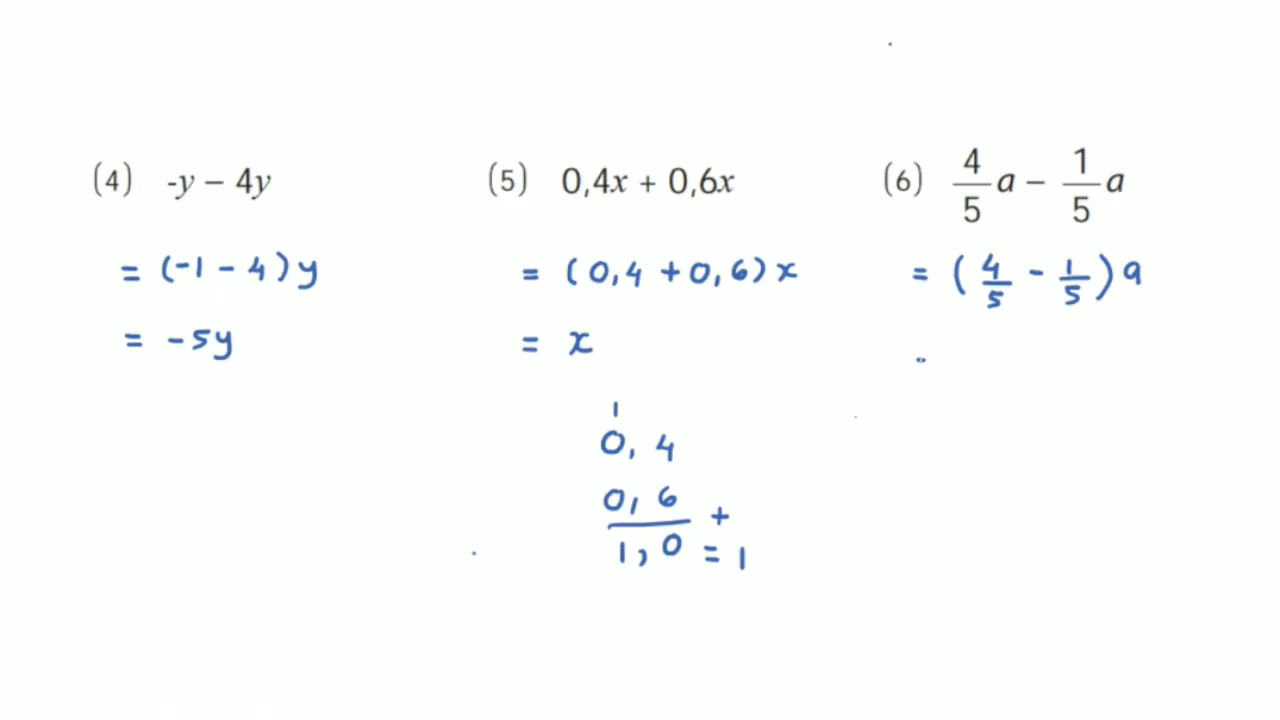 (4) -y – 4y
= (-1 - 4) y
= -5y
(5) 0,4x + 0,6x
= (0,4 + 0,6) x
= x
1
0,4
0,6 +
1,0 = 1
(6) 4/5 a – 1/5 a
= (4/5 - 1/5) a